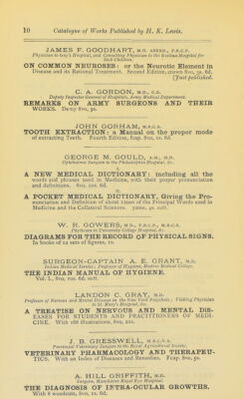 10 Catalogue of Works Published by H. K. Lewis.
JAMES F. GOODHART, M.D. ABERD., F.R.C.P.
Physician to Guy's Hospital, and Consulting Physician to the Evelina Hospital for
Sick Children.
ON COMMON NEUROSES: or the Neurotic Element in
Disease and its Rational Treatment. Second Edition, crown 8vo, 3s. 6d.
[Just published.
C. A. GORDON, M.D., C.B.
Deputy Inspector General of Hospitals, Army Medical Department.
REMARKS ON ARMY SURGEONS AND THEIR
WORKS. Demy 8vo, 5s.
JOHN GORHAM, M.R.C.S.
TOOTH EXTRACTION: a Manual on the proper mode
of extracting Teeth. Fourth Edition, fcap. 8vo, 1s. 6d.
GEORGE M. GOULD, A.M., M.D.
Ophthalmic Surgeon to the Philadelphia Hospital, etc.
A NEW MEDICAL DICTIONARY: including all the
words and phrases used in Medicine, with their proper pronunciation
and definitions. 8vo, 10s. 6d.
A POCKET MEDICAL DICTIONARY, Giving the Pro-
nunciation and Definition of about 12000 of the Principal Words used in
Medicine and the Collateral Sciences.
W. R. GOWERS, M.D., F.R.C.P., M.R.C.S.
Physician to University College Hospital, &c.
DIAGRAMS FOR THE RECORD OF PHYSICAL SIGNS.
In books of 12 sets of figures, 1s.
SURGEON-CAPTAIN A. E. GRANT, M.B.
Indian Medical Service; Professor of Hygiene, Madras Medical College.
THE INDIAN MANUAL OF HYGIENE.
Vol. I., 8vo, 10s. 6d. nett.
LANDON C. GRAY, M.D.
Professor of Nervous and Mental Diseases in the New York Polyclinic; Visiting Physician
to St. Mary's Hospital, &c.
A TREATISE ON NERVOUS AND MENTAL DIS-
EASES FOR STUDENTS AND PRACTITIONERS OF MEDI-
CINE. With 168 illustrations, 8vo, 21s.
J. B. GRESSWELL, M.R.C.V.S.
Provincial Veterinary Surgeon to the Royal Agricultural Society.
VETERINARY PHARMACOLOGY AND THERAPEU-
TICS. With an Index of Diseases and Remedies. Fcap. 8vo, 5s.
A. HILL GRIFFITH, M.D.
Surgeon, Manchester Royal Eye Hospital.
THE DIAGNOSIS OF INTRA-OCULAR GROWTHS.
With 8 woodcuts, 8vo, 1s. 6d.